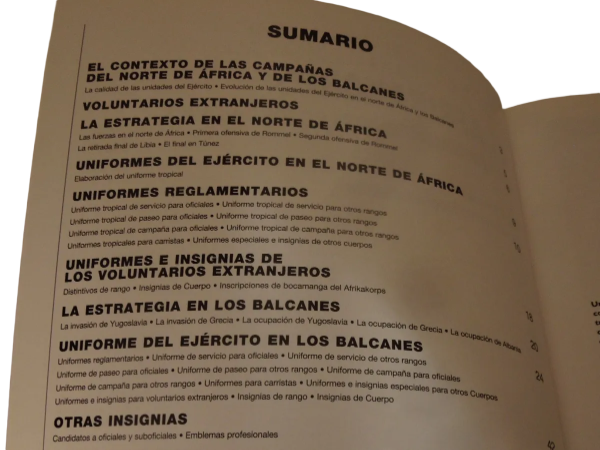 SUMARIO
EL CONTEXTO DE LAS CAMPAÑAS
DEL NORTE DE ÁFRICA Y DE LOS BALCANES
La calidad de las unidades del Ejército • Evolución de las unidades del Ejército en el norte de África y los Balcanes
VOLUNTARIOS EXTRANJEROS
LA ESTRATEGIA EN EL NORTE DE ÁFRICA
Las fuerzas en el norte de África • Primera ofensiva de Rommel • Segunda ofensiva de Rommel
La retirada final de Libia • El final en Túnez
UNIFORMES DEL EJÉRCITO EN EL NORTE DE ÁFRICA
Elaboración del uniforme tropical
UNIFORMES REGLAMENTARIOS
Uniforme tropical de servicio para oficiales • Uniforme tropical de servicio para otros rangos
Uniforme tropical de paseo para oficiales • Uniforme tropical de paseo para otros rangos
Uniforme tropical de campaña para oficiales • Uniforme tropical de campaña para otros rangos
Uniformes tropicales para carristas • Uniformes especiales e insignias de otros cuerpos
UNIFORMES E INSIGNIAS DE
LOS VOLUNTARIOS EXTRANJEROS
Distintivos de rango • Insignias de Cuerpo • Inscripciones de bocamanga del Afrikakorps
18
LA ESTRATEGIA EN LOS BALCANES
La invasión de Yugoslavia • La invasión de Grecia • La ocupación de Yugoslavia • La ocupación de Grecia • La ocupación de Albania
20
UNIFORME DEL EJÉRCITO EN LOS BALCANES
Uniformes reglamentarios • Uniforme de servicio para oficiales • Uniforme de servicio de otros rangos
24
Uniforme de paseo para oficiales • Uniforme de paseo para otros rangos • Uniforme de campaña para oficiales
Uniforme de campaña para otros rangos • Uniformes para carristas • Uniformes e insignias especiales para otros Cuerpos
Uniformes e insignias para voluntarios extranjeros • Insignias de rango • Insignias de Cuerpo
OTRAS INSIGNIAS
Candidatos a oficiales y suboficiales • Emblemas profesionales
42